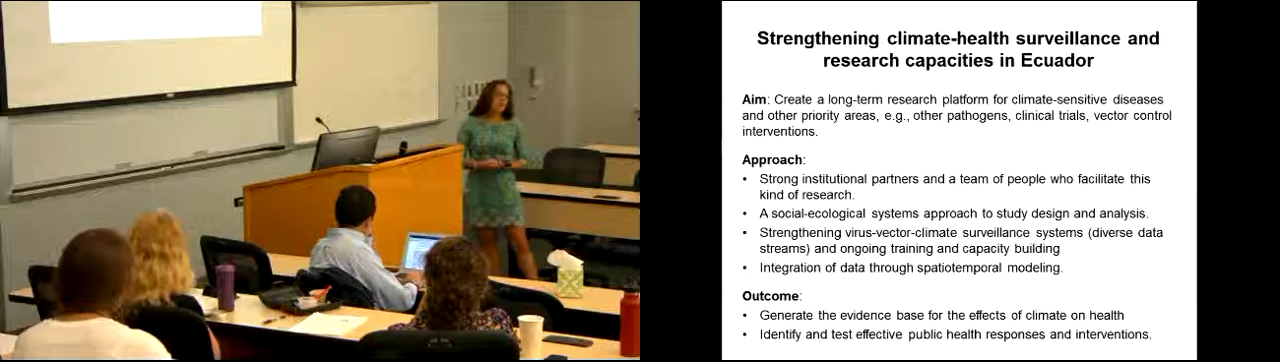 Strengthening climate-health surveillance and
research capacities in Ecuador
Aim: Create a long-term research platform for climate-sensitive diseases
and other priority areas, e.g., other pathogens, clinical trials, vector control
interventions.
Approach:
• Strong institutional partners and a team of people who facilitate this
kind of research.
• A social-ecological systems approach to study design and analysis.
• Strengthening virus-vector-climate surveillance systems (diverse data
streams) and ongoing training and capacity building
• Integration of data through spatiotemporal modeling.
Outcome:
• Generate the evidence base for the effects of climate on health
• Identify and test effective public health responses and interventions.